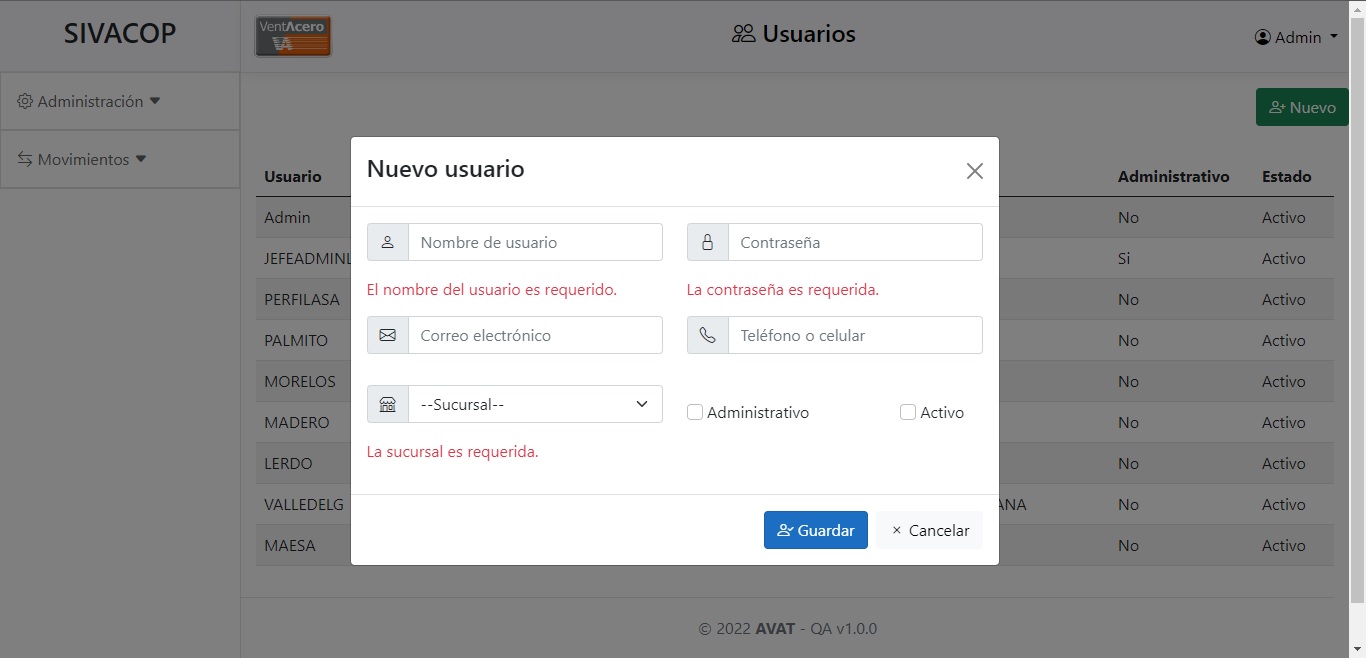 SIVACOP
VentAcero
VA
Usuarios
Admin
Administración
Movimientos
Nuevo
Usuario
Administrativo
Estado
Admin
No
Activo
JEFEADMIN
Si
Activo
PERFILASA
No
Activo
PALMITO
No
Activo
MORELOS
No
Activo
MADERO
No
Activo
LERDO
No
Activo
VALLEDELG
ANA
No
Activo
MAESA
No
Activo
Nuevo usuario
Nombre de usuario
Contraseña
El nombre del usuario es requerido.
La contraseña es requerida.
Correo electrónico
Teléfono o celular
--Sucursal--
Administrativo
Activo
La sucursal es requerida.
Guardar
Cancelar
© 2022 AVAT - QA v1.0.0